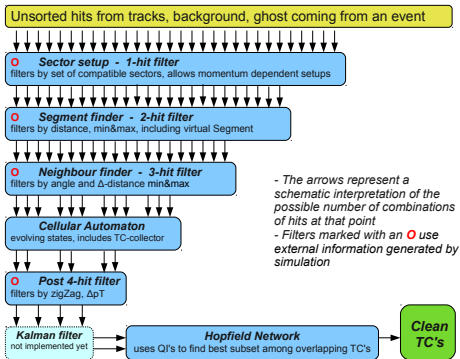 Unsorted hits from tracks, background, ghost coming from an event
O Sector setup - 1-hit filter
filters by set of compatible sectors, allows momentum dependent setups
O Segment finder - 2-hit filter
filters by distance, min&max, including virtual Segment
O Neighbour finder - 3-hit filter
filters by angle and Δ-distance min&max
Cellular Automaton
evolving states, includes TC-collector
O Post 4-hit filter
filters by zigZag, ΔpT
Kalman filter
not implemented yet
Hopfield Network
uses QI's to find best subset among overlapping TC's
Clean
TC's
- The arrows represent a
schematic interpretation of the
possible number of combinations
of hits at that point
- Filters marked with an O use
external information generated by
simulation